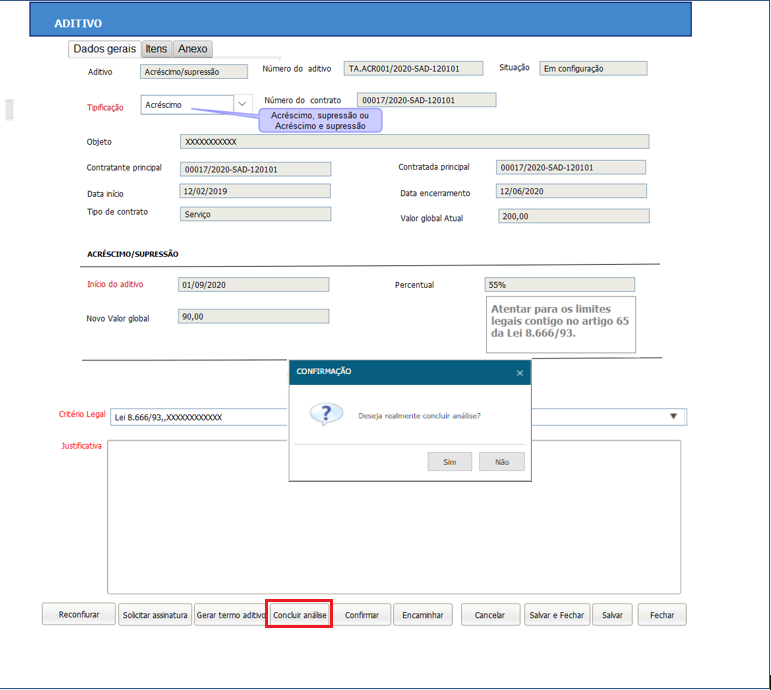 ADITIVO
Dados gerais Itens Anexo
Aditivo Acréscimo/supressão Número do aditivo TA.ACR001/2020-SAD-120101 Situação Em configuração
Tipificação Acréscimo Número do contrato 00017/2020-SAD-120101
Acréscimo, supressão ou
Acréscimo e supressão
Objeto XXXXXXXXXXX
Contratante principal 00017/2020-SAD-120101 Contratada principal 00017/2020-SAD-120101
Data início 12/02/2019 Data encerramento 12/06/2020
Tipo de contrato Serviço Valor global Atual 200,00
ACRÉSCIMO/SUPRESSÃO
Início do aditivo 01/09/2020 Percentual 55%
Novo Valor global 90,00
Atentar para os limites
legais contigo no artigo 65
da Lei 8.666/93.
CONFIRMAÇÃO ×
? Deseja realmente concluir análise?
Sim Não
Critério Legal Lei 8.666/93,,XXXXXXXXXXXX
Justificativa
Reconfiurar Solicitar assinatura Gerar termo aditivo Concluir análise Confirmar Encaminhar Cancelar Salvar e Fechar Salvar Fechar